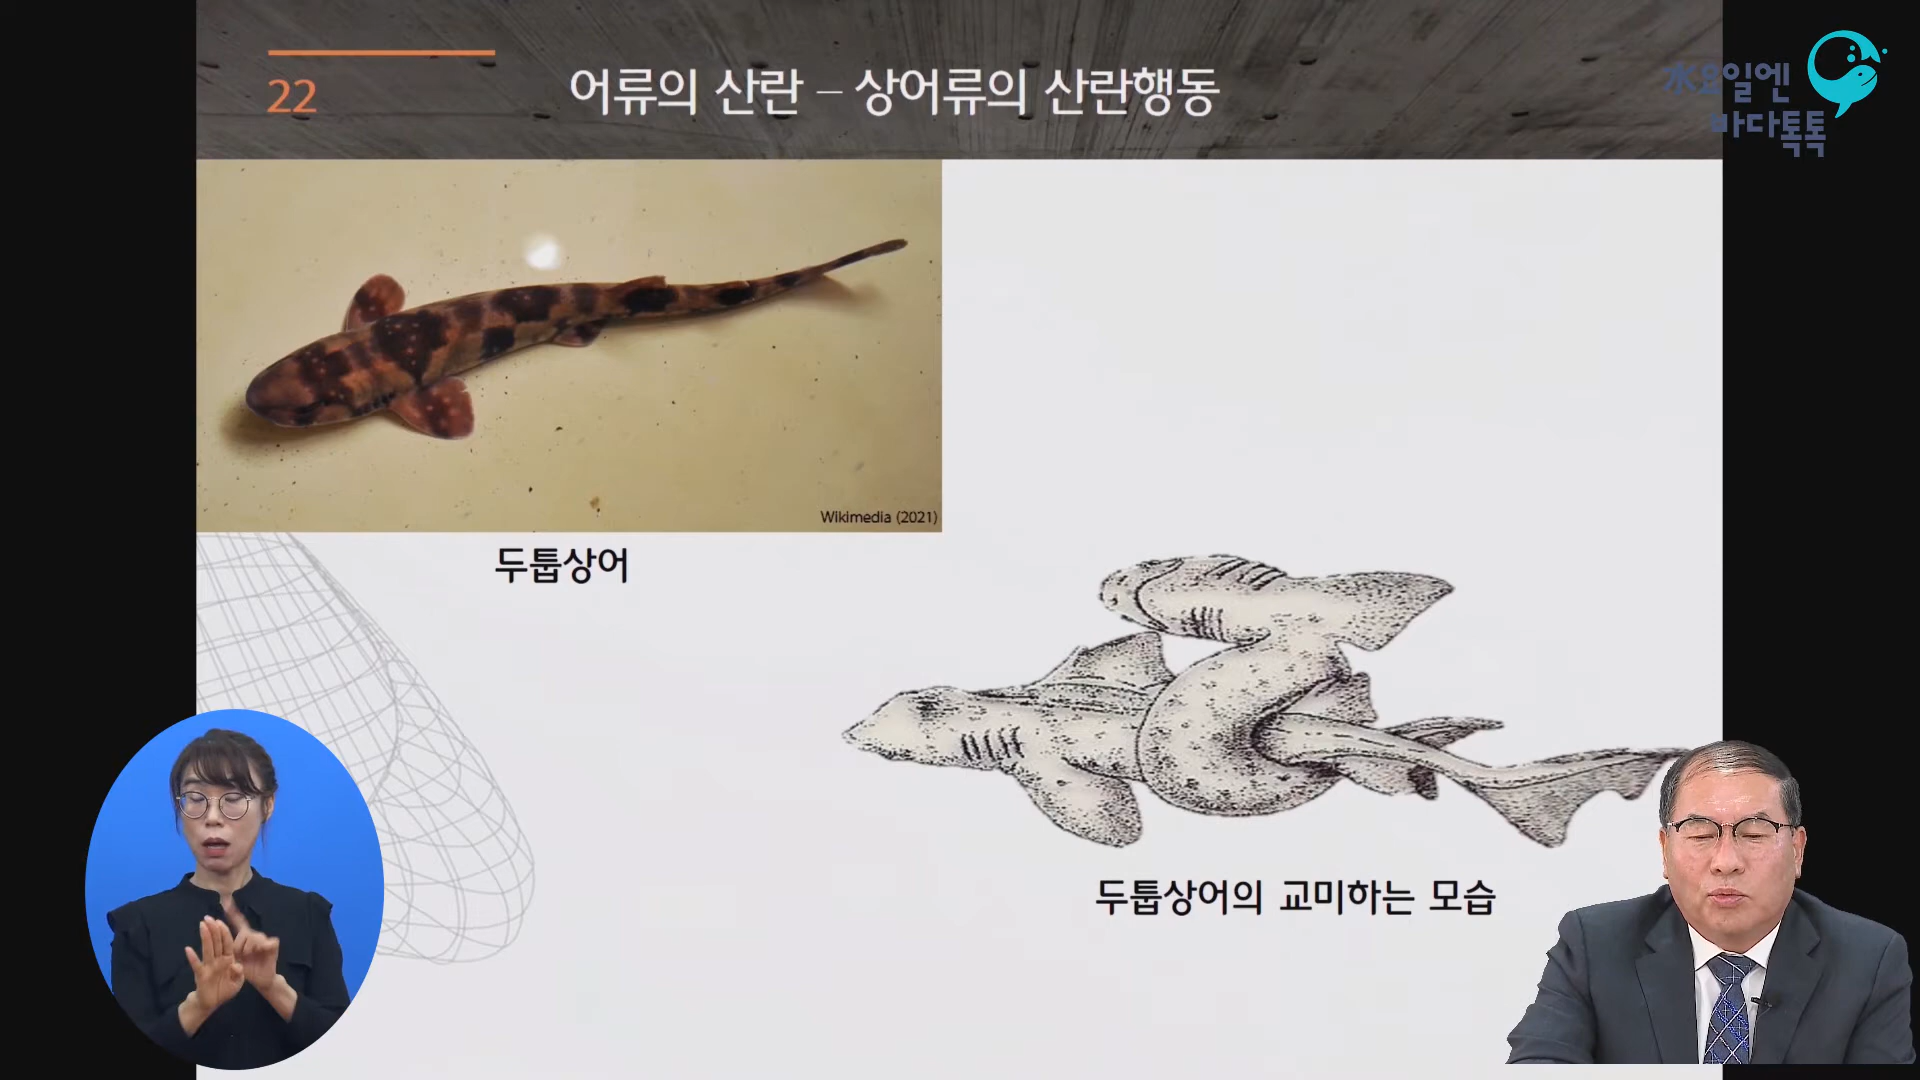 22
어류의 산란 – 상어류의 산란행동
水요일엔
바다톡톡
Wikimedia (2021)
두툽상어
두툽상어의 교미하는 모습